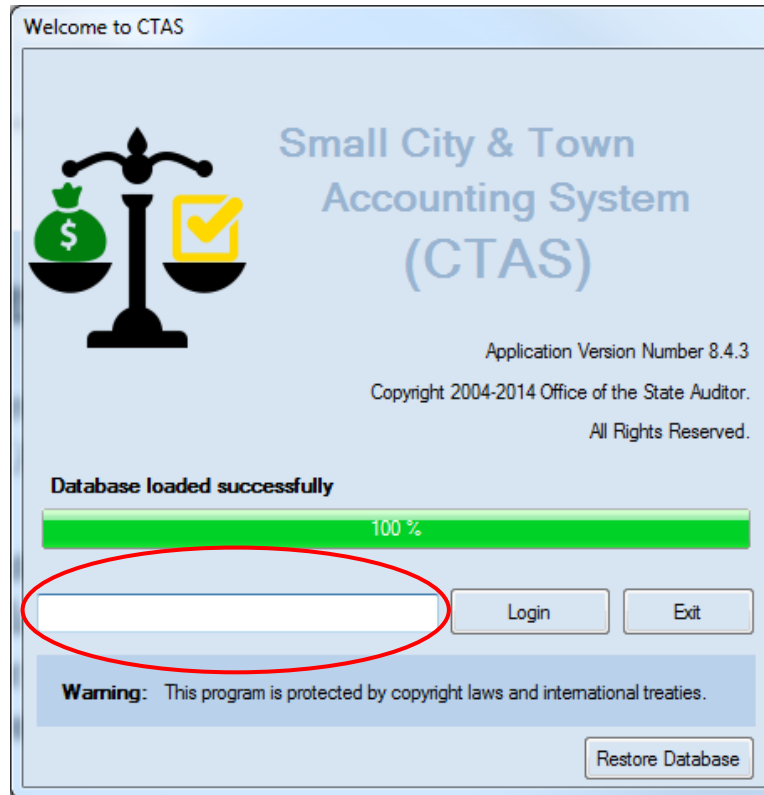 Welcome to CTAS
Small City & Town
Accounting System
(CTAS)
$
Application Version Number 8.4.3
Copyright 2004-2014 Office of the State Auditor.
All Rights Reserved.
Database loaded successfully
100 %
Login Exit
Warning: This program is protected by copyright laws and international treaties.
Restore Database